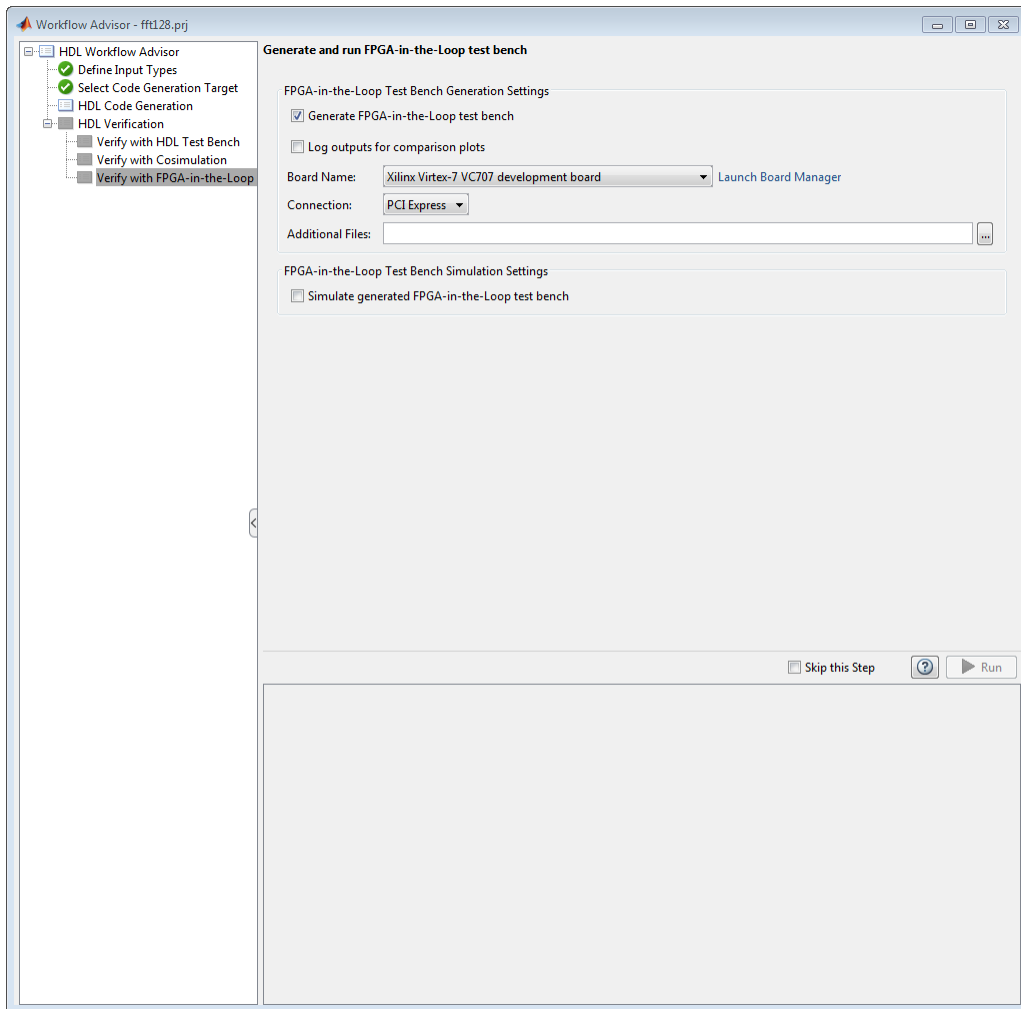 Workflow Advisor - fft128.prj
HDL Workflow Advisor
Define Input Types
Select Code Generation Target
HDL Code Generation
HDL Verification
Verify with HDL Test Bench
Verify with Cosimulation
Verify with FPGA-in-the-Loop
Generate and run FPGA-in-the-Loop test bench
FPGA-in-the-Loop Test Bench Generation Settings
Generate FPGA-in-the-Loop test bench
Log outputs for comparison plots
Board Name: Xilinx Virtex-7 VC707 development board Launch Board Manager
Connection: PCI Express
Additional Files: ...
FPGA-in-the-Loop Test Bench Simulation Settings
Simulate generated FPGA-in-the-Loop test bench
Skip this Step ? Run